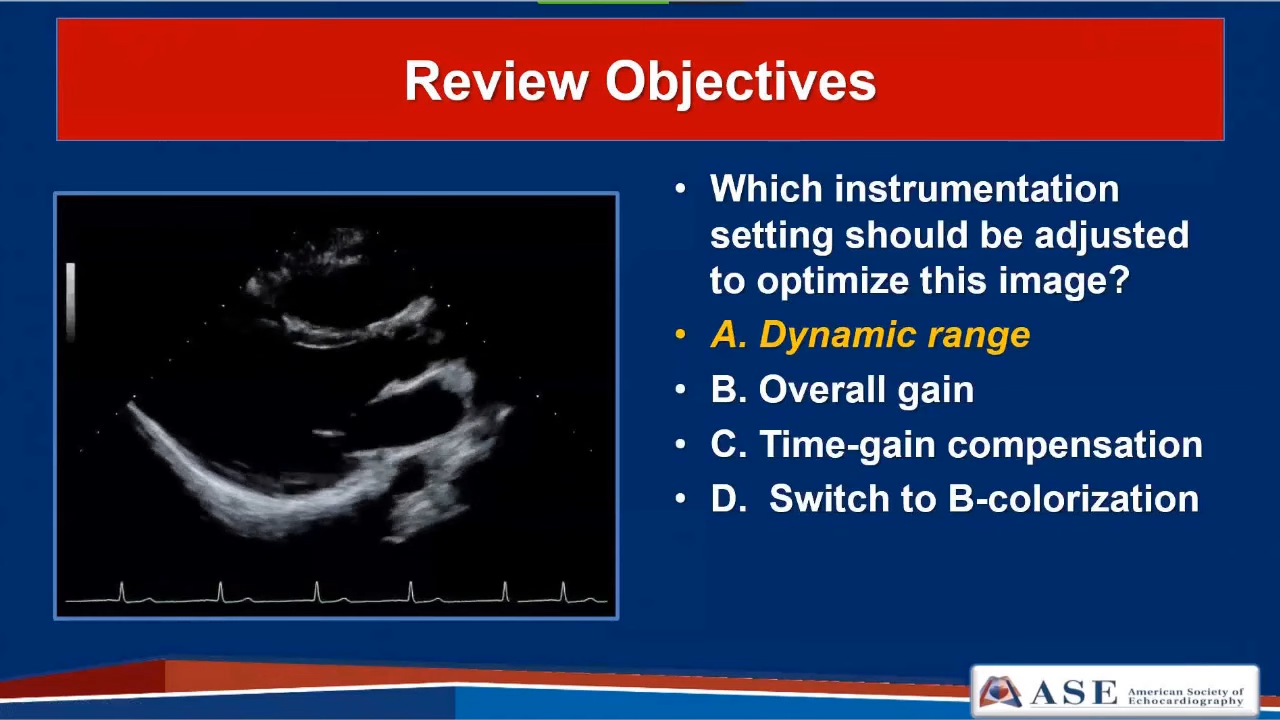 Review Objectives
• Which instrumentation
setting should be adjusted
to optimize this image?
• A. Dynamic range
• B. Overall gain
• C. Time-gain compensation
• D. Switch to B-colorization
ASE American Society of
Echocardiography